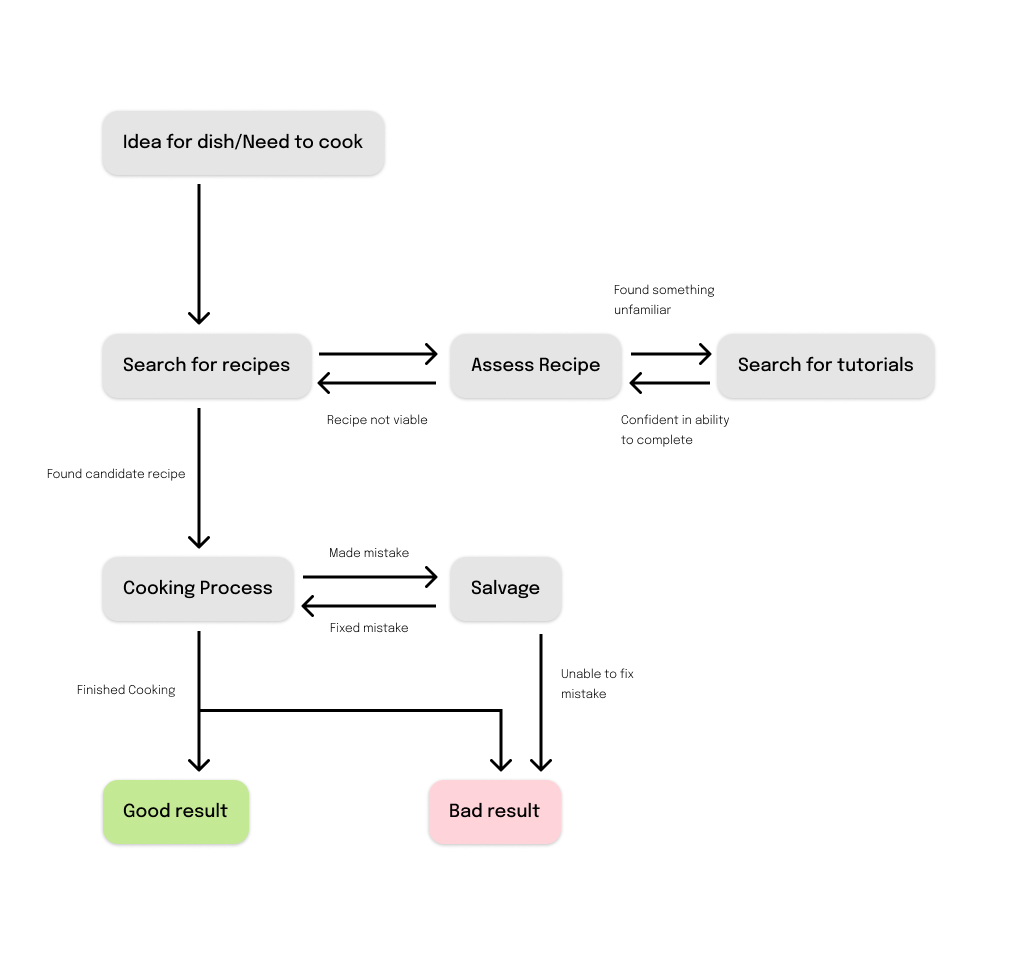 Idea for dish/Need to cook
Found something
unfamiliar
Search for recipes
Assess Recipe
Search for tutorials
Recipe not viable
Confident in ability
to complete
Found candidate recipe
Made mistake
Cooking Process
Salvage
Fixed mistake
Finished Cooking
Unable to fix
mistake
Good result
Bad result